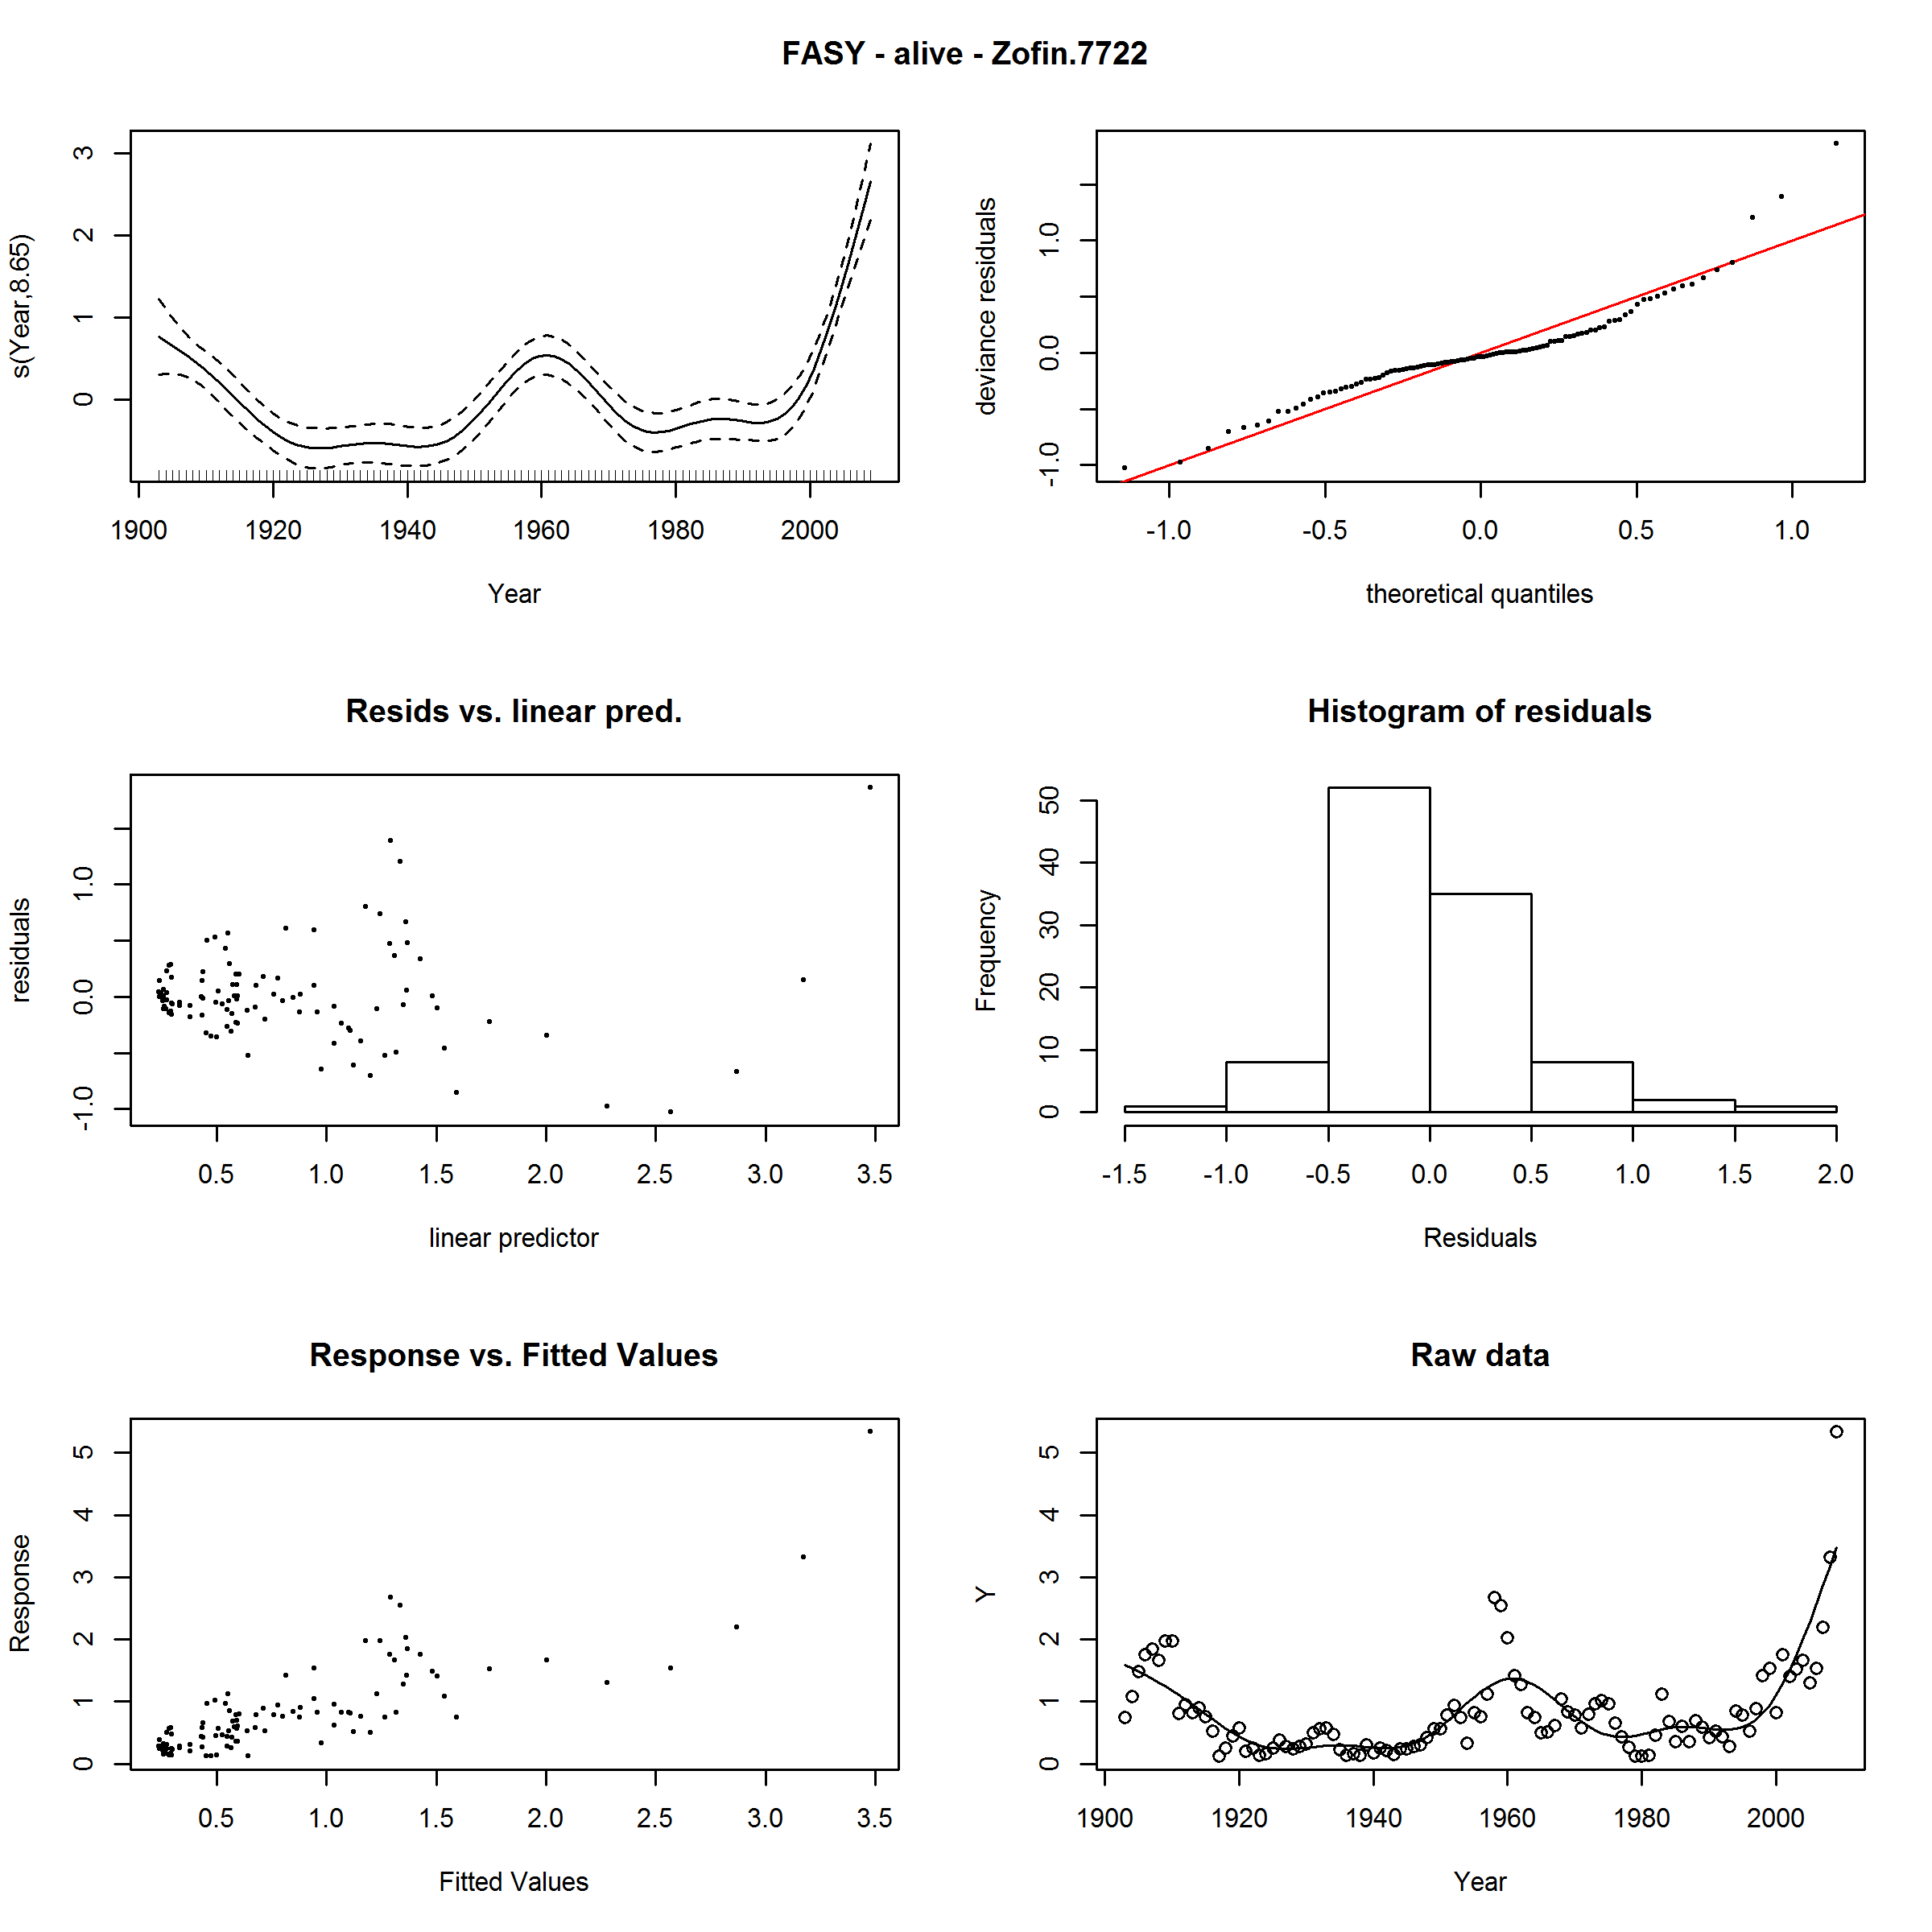 FASY - alive - Zofin.7722
s(Year,8.65)
3
2
1
0
1900 1920 1940 1960 1980 2000
Year
deviance residuals
1.0
0.0
-1.0
-1.0 -0.5 0.0 0.5 1.0
theoretical quantiles
Resids vs. linear pred.
residuals
1.0
0.0
-1.0
0.5 1.0 1.5 2.0 2.5 3.0 3.5
linear predictor
Histogram of residuals
Frequency
50
40
30
20
10
0
-1.5 -1.0 -0.5 0.0 0.5 1.0 1.5 2.0
Residuals
Response vs. Fitted Values
Response
5
4
3
2
1
0
0.5 1.0 1.5 2.0 2.5 3.0 3.5
Fitted Values
Raw data
Y
5
4
3
2
1
0
1900 1920 1940 1960 1980 2000
Year